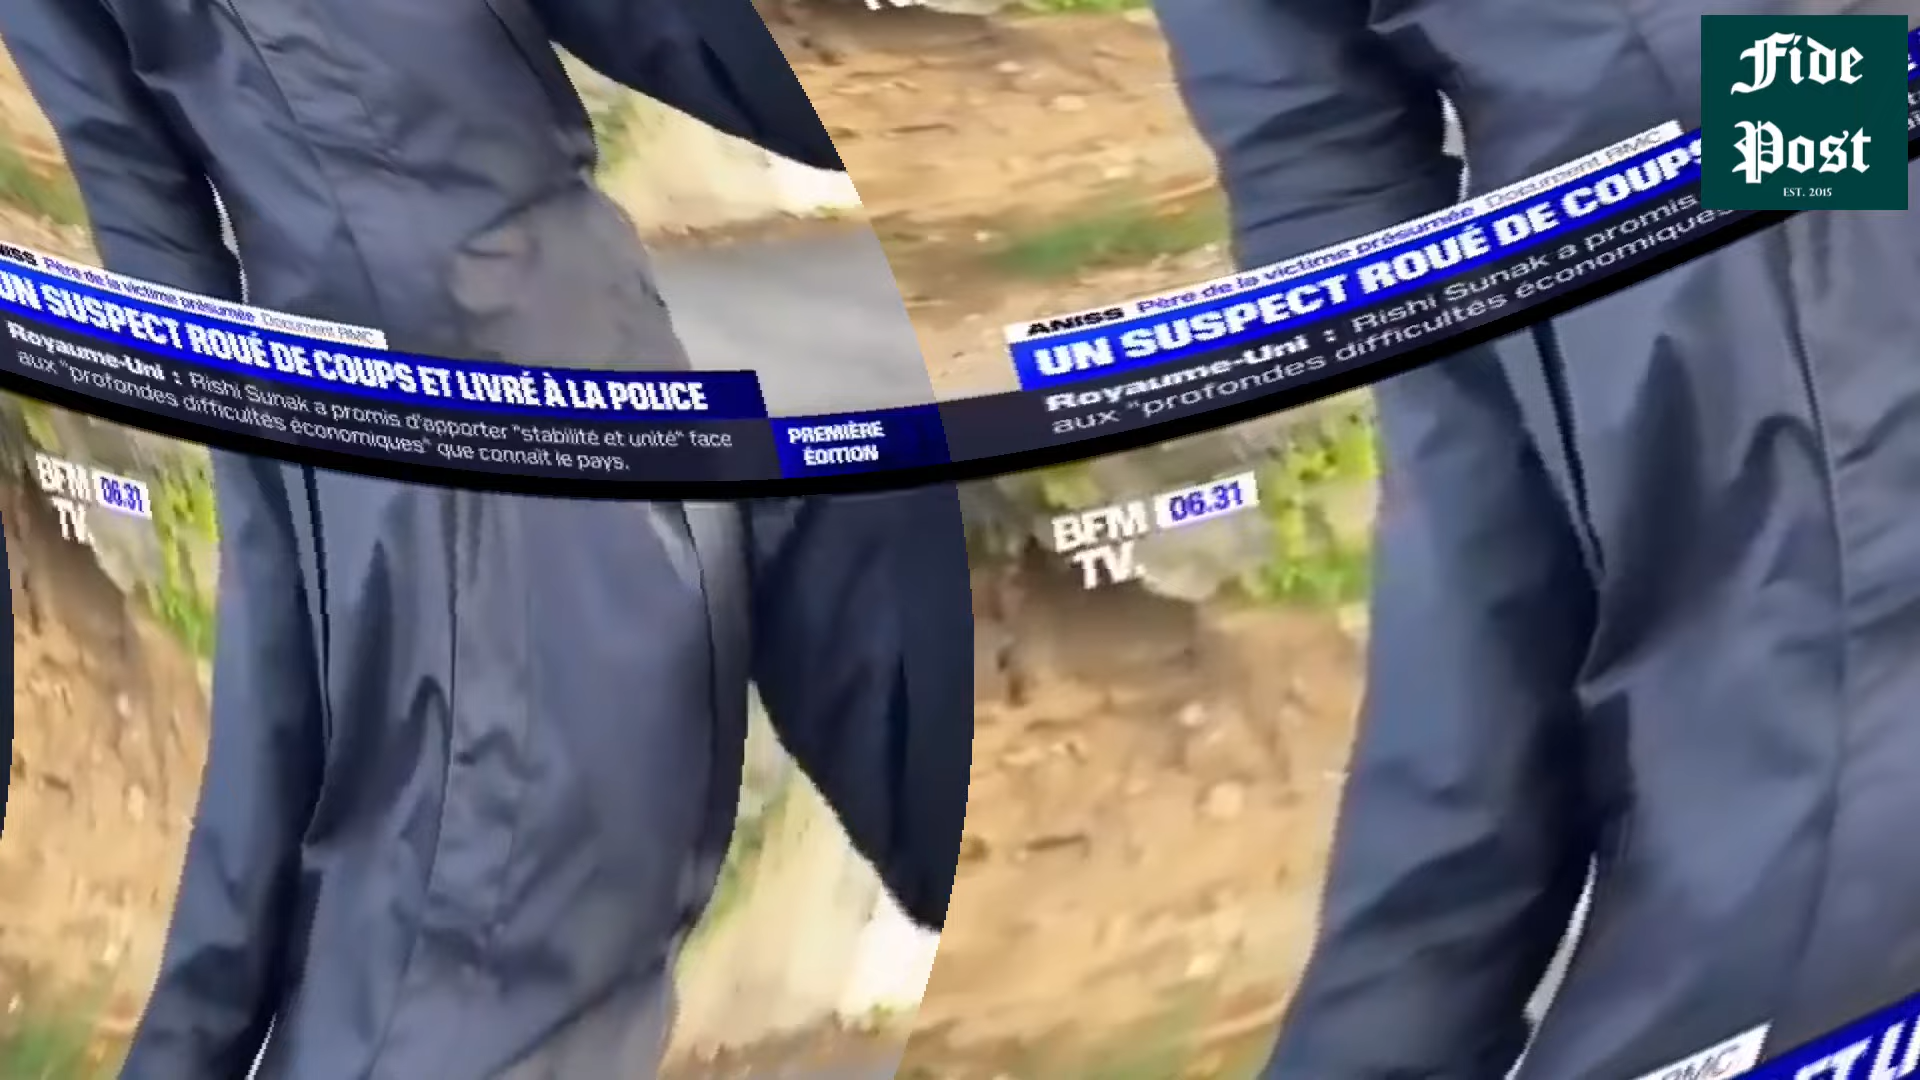 TV.
Fide
Post
EST. 2015
Père de la victime présumée Document RMC
UN SUSPECT ROUÉ DE COUPS ET LIVRÉ À LA POLICE
Royaume-Uni : Rishi Sunak a promis d'apporter "stabilité et unité" face
aux "profondes difficultés économiques" que connaît le pays.
PREMIÈRE
ÉDITION
ANISS Père de la victime présumée Document RMC
UN SUSPECT ROUÉ DE COUPS
Royaume-Uni : Rishi Sunak a promis
aux "profondes difficultés économiques
BFM 06.31
TV.
BFM 06.31
TV.
RMC